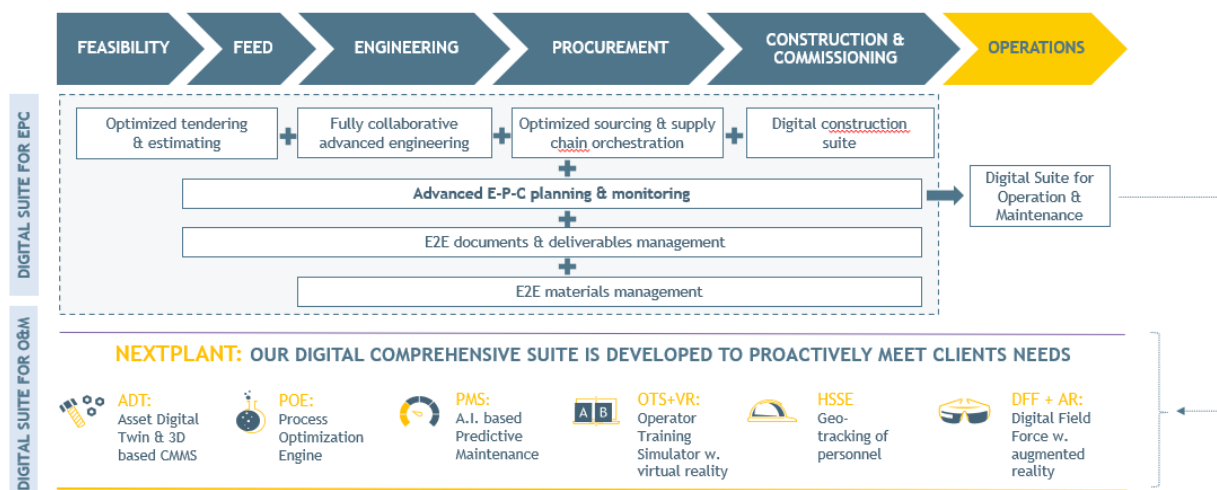 FEASIBILITY
FEED
ENGINEERING
PROCUREMENT
CONSTRUCTION &
COMMISSIONING
OPERATIONS
DIGITAL SUITE FOR EPC
Optimized tendering
& estimating
Fully collaborative
advanced engineering
Optimized sourcing & supply
chain orchestration
Digital construction
suite
Advanced E-P-C planning & monitoring
E2E documents & deliverables management
E2E materials management
Digital Suite for
Operation &
Maintenance
DIGITAL SUITE FOR O&M
NEXTPLANT: OUR DIGITAL COMPREHENSIVE SUITE IS DEVELOPED TO PROACTIVELY MEET CLIENTS NEEDS
ADT:
Asset Digital
Twin & 3D
based CMMS
POE:
Process
Optimization
Engine
PMS:
A.I. based
Predictive
Maintenance
A B
OTS+VR:
Operator
Training
Simulator w.
virtual reality
HSSE
Geo-
tracking of
personnel
DFF + AR:
Digital Field
Force w.
augmented
reality